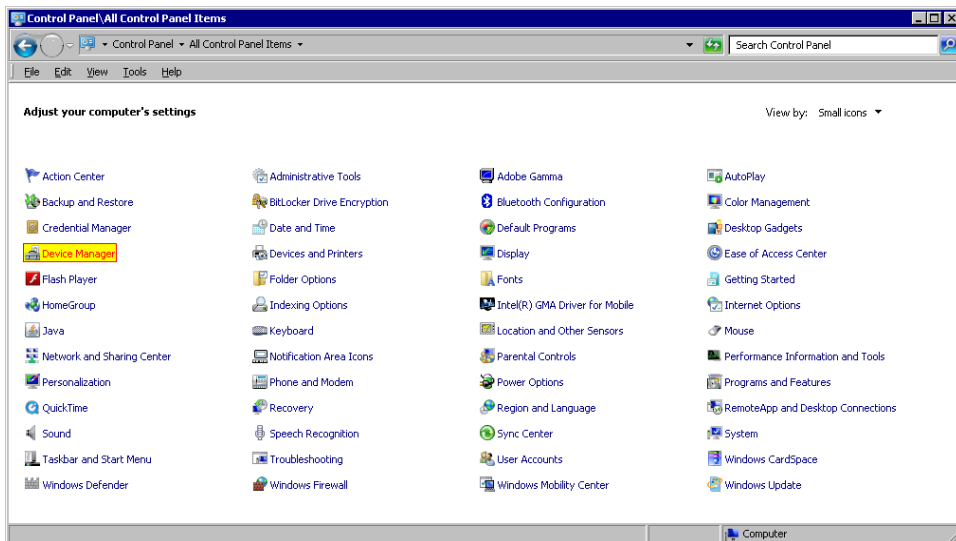 Control Panel\All Control Panel Items
Control Panel All Control Panel Items Search Control Panel
File Edit View Tools Help
Adjust your computer's settings View by: Small icons
Action Center Administrative Tools Adobe Gamma AutoPlay
Backup and Restore BitLocker Drive Encryption Bluetooth Configuration Color Management
Credential Manager Date and Time Default Programs Desktop Gadgets
Device Manager Devices and Printers Display Ease of Access Center
Flash Player Folder Options Fonts Getting Started
HomeGroup Indexing Options Intel(R) GMA Driver for Mobile Internet Options
Java Keyboard Location and Other Sensors Mouse
Network and Sharing Center Notification Area Icons Parental Controls Performance Information and Tools
Personalization Phone and Modem Power Options Programs and Features
QuickTime Recovery Region and Language RemoteApp and Desktop Connections
Sound Speech Recognition Sync Center System
Taskbar and Start Menu Troubleshooting User Accounts Windows CardSpace
Windows Defender Windows Firewall Windows Mobility Center Windows Update
Computer